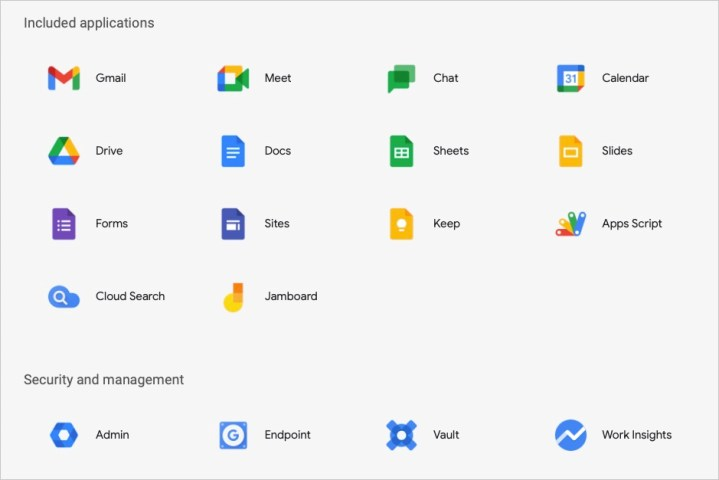 Included applications
Gmail Meet Chat 31 Calendar
Drive Docs Sheets Slides
Forms Sites Keep Apps Script
Cloud Search Jamboard
Security and management
Admin G Endpoint Vault Work Insights